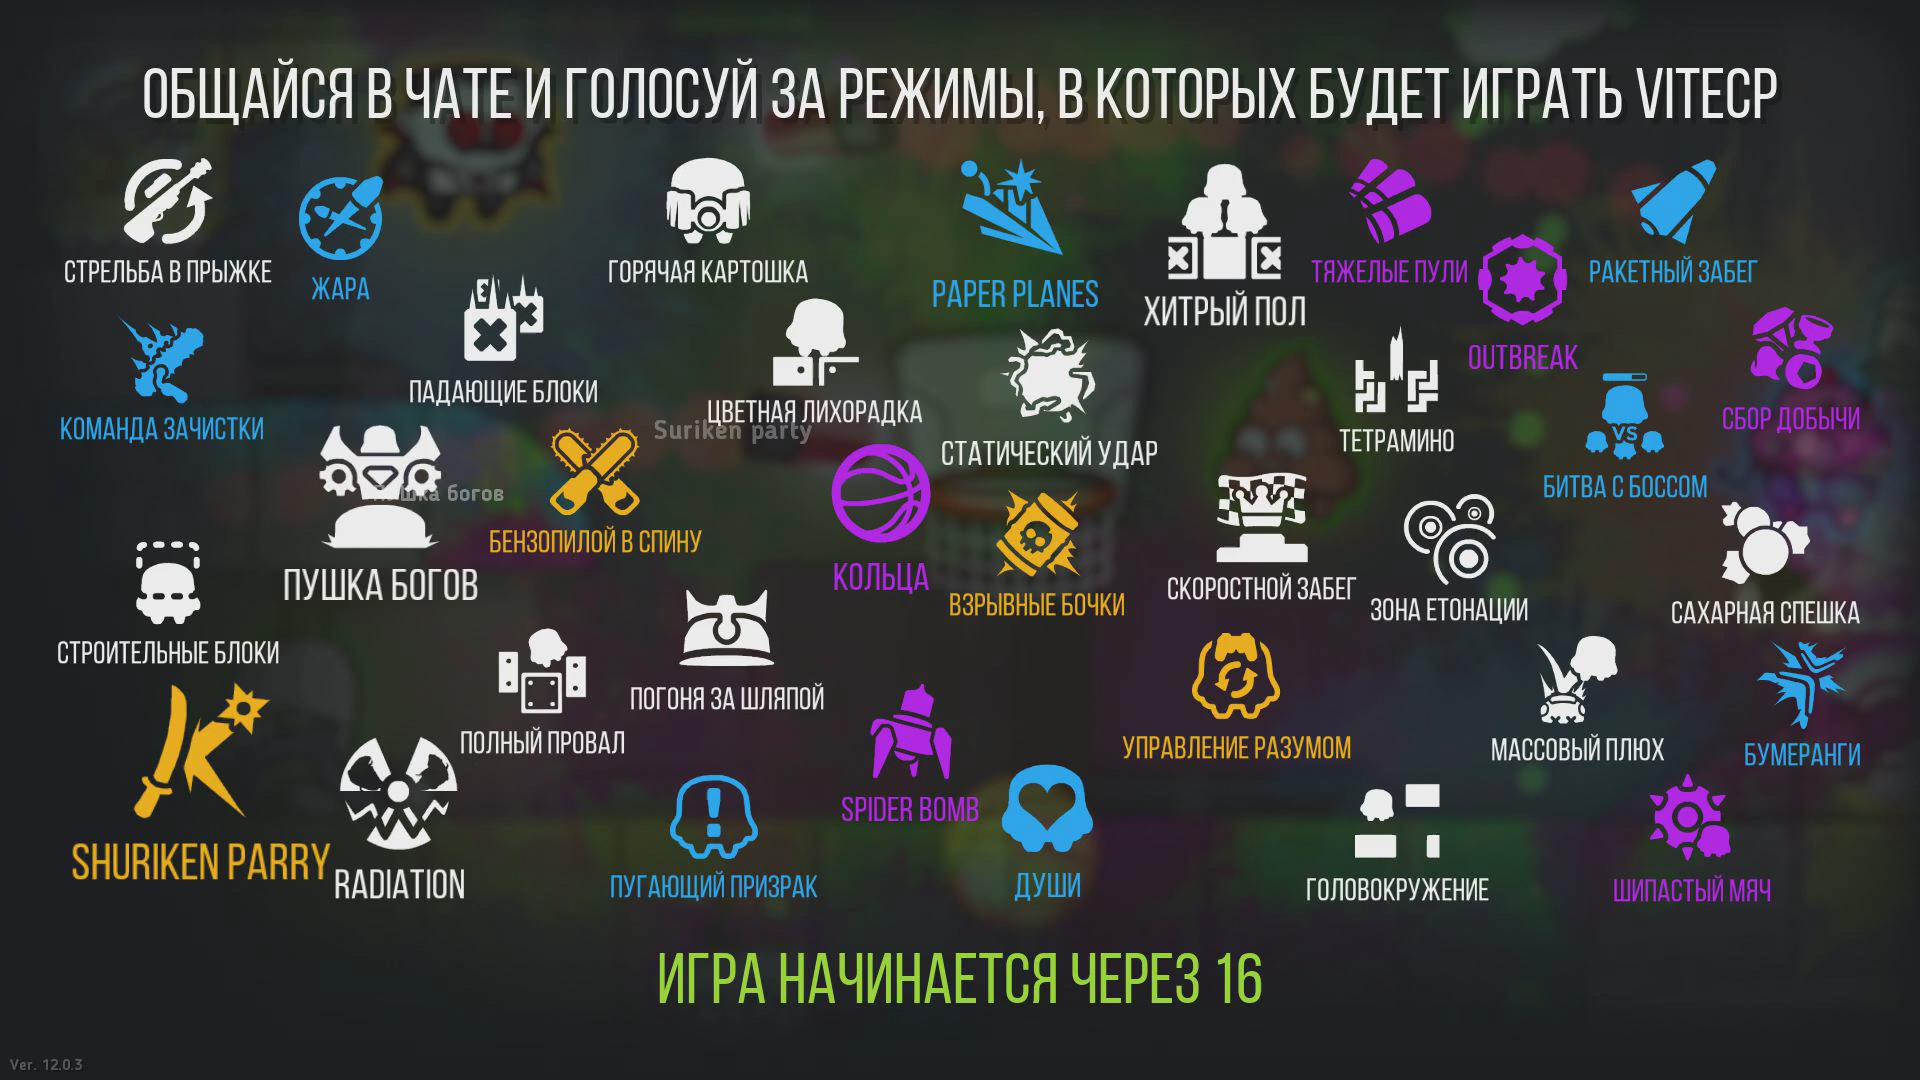 ОБЩАЙСЯ В ЧАТЕ И ГОЛОСУЙ ЗА РЕЖИМЫ, В КОТОРЫХ БУДЕТ ИГРАТЬ VITECP
СТРЕЛЬБА В ПРЫЖКЕ
ЖАРА
ГОРЯЧАЯ КАРТОШКА
PAPER PLANES
ХИТРЫЙ ПОЛ
ТЯЖЕЛЫЕ ПУЛИ
РАКЕТНЫЙ ЗАБЕГ
OUTBREAK
КОМАНДА ЗАЧИСТКИ
ПАДАЮЩИЕ БЛОКИ
ЦВЕТНАЯ ЛИХОРАДКА
Suriken party
СТАТИЧЕСКИЙ УДАР
ТЕТРАМИНО
СБОР ДОБЫЧИ
VS
БИТВА С БОССОМ
Пушка богов
ПУШКА БОГОВ
БЕНЗОПИЛОЙ В СПИНУ
КОЛЬЦА
ВЗРЫВНЫЕ БОЧКИ
СКОРОСТНОЙ ЗАБЕГ
ЗОНА ЕТОНАЦИИ
САХАРНАЯ СПЕШКА
СТРОИТЕЛЬНЫЕ БЛОКИ
ПОЛНЫЙ ПРОВАЛ
ПОГОНЯ ЗА ШЛЯПОЙ
УПРАВЛЕНИЕ РАЗУМОМ
МАССОВЫЙ ПЛЮХ
БУМЕРАНГИ
SHURIKEN PARRY
RADIATION
ПУГАЮЩИЙ ПРИЗРАК
SPIDER BOMB
ДУШИ
ГОЛОВОКРУЖЕНИЕ
ШИПАСТЫЙ МЯЧ
ИГРА НАЧИНАЕТСЯ ЧЕРЕЗ 16
Ver. 12.0.3